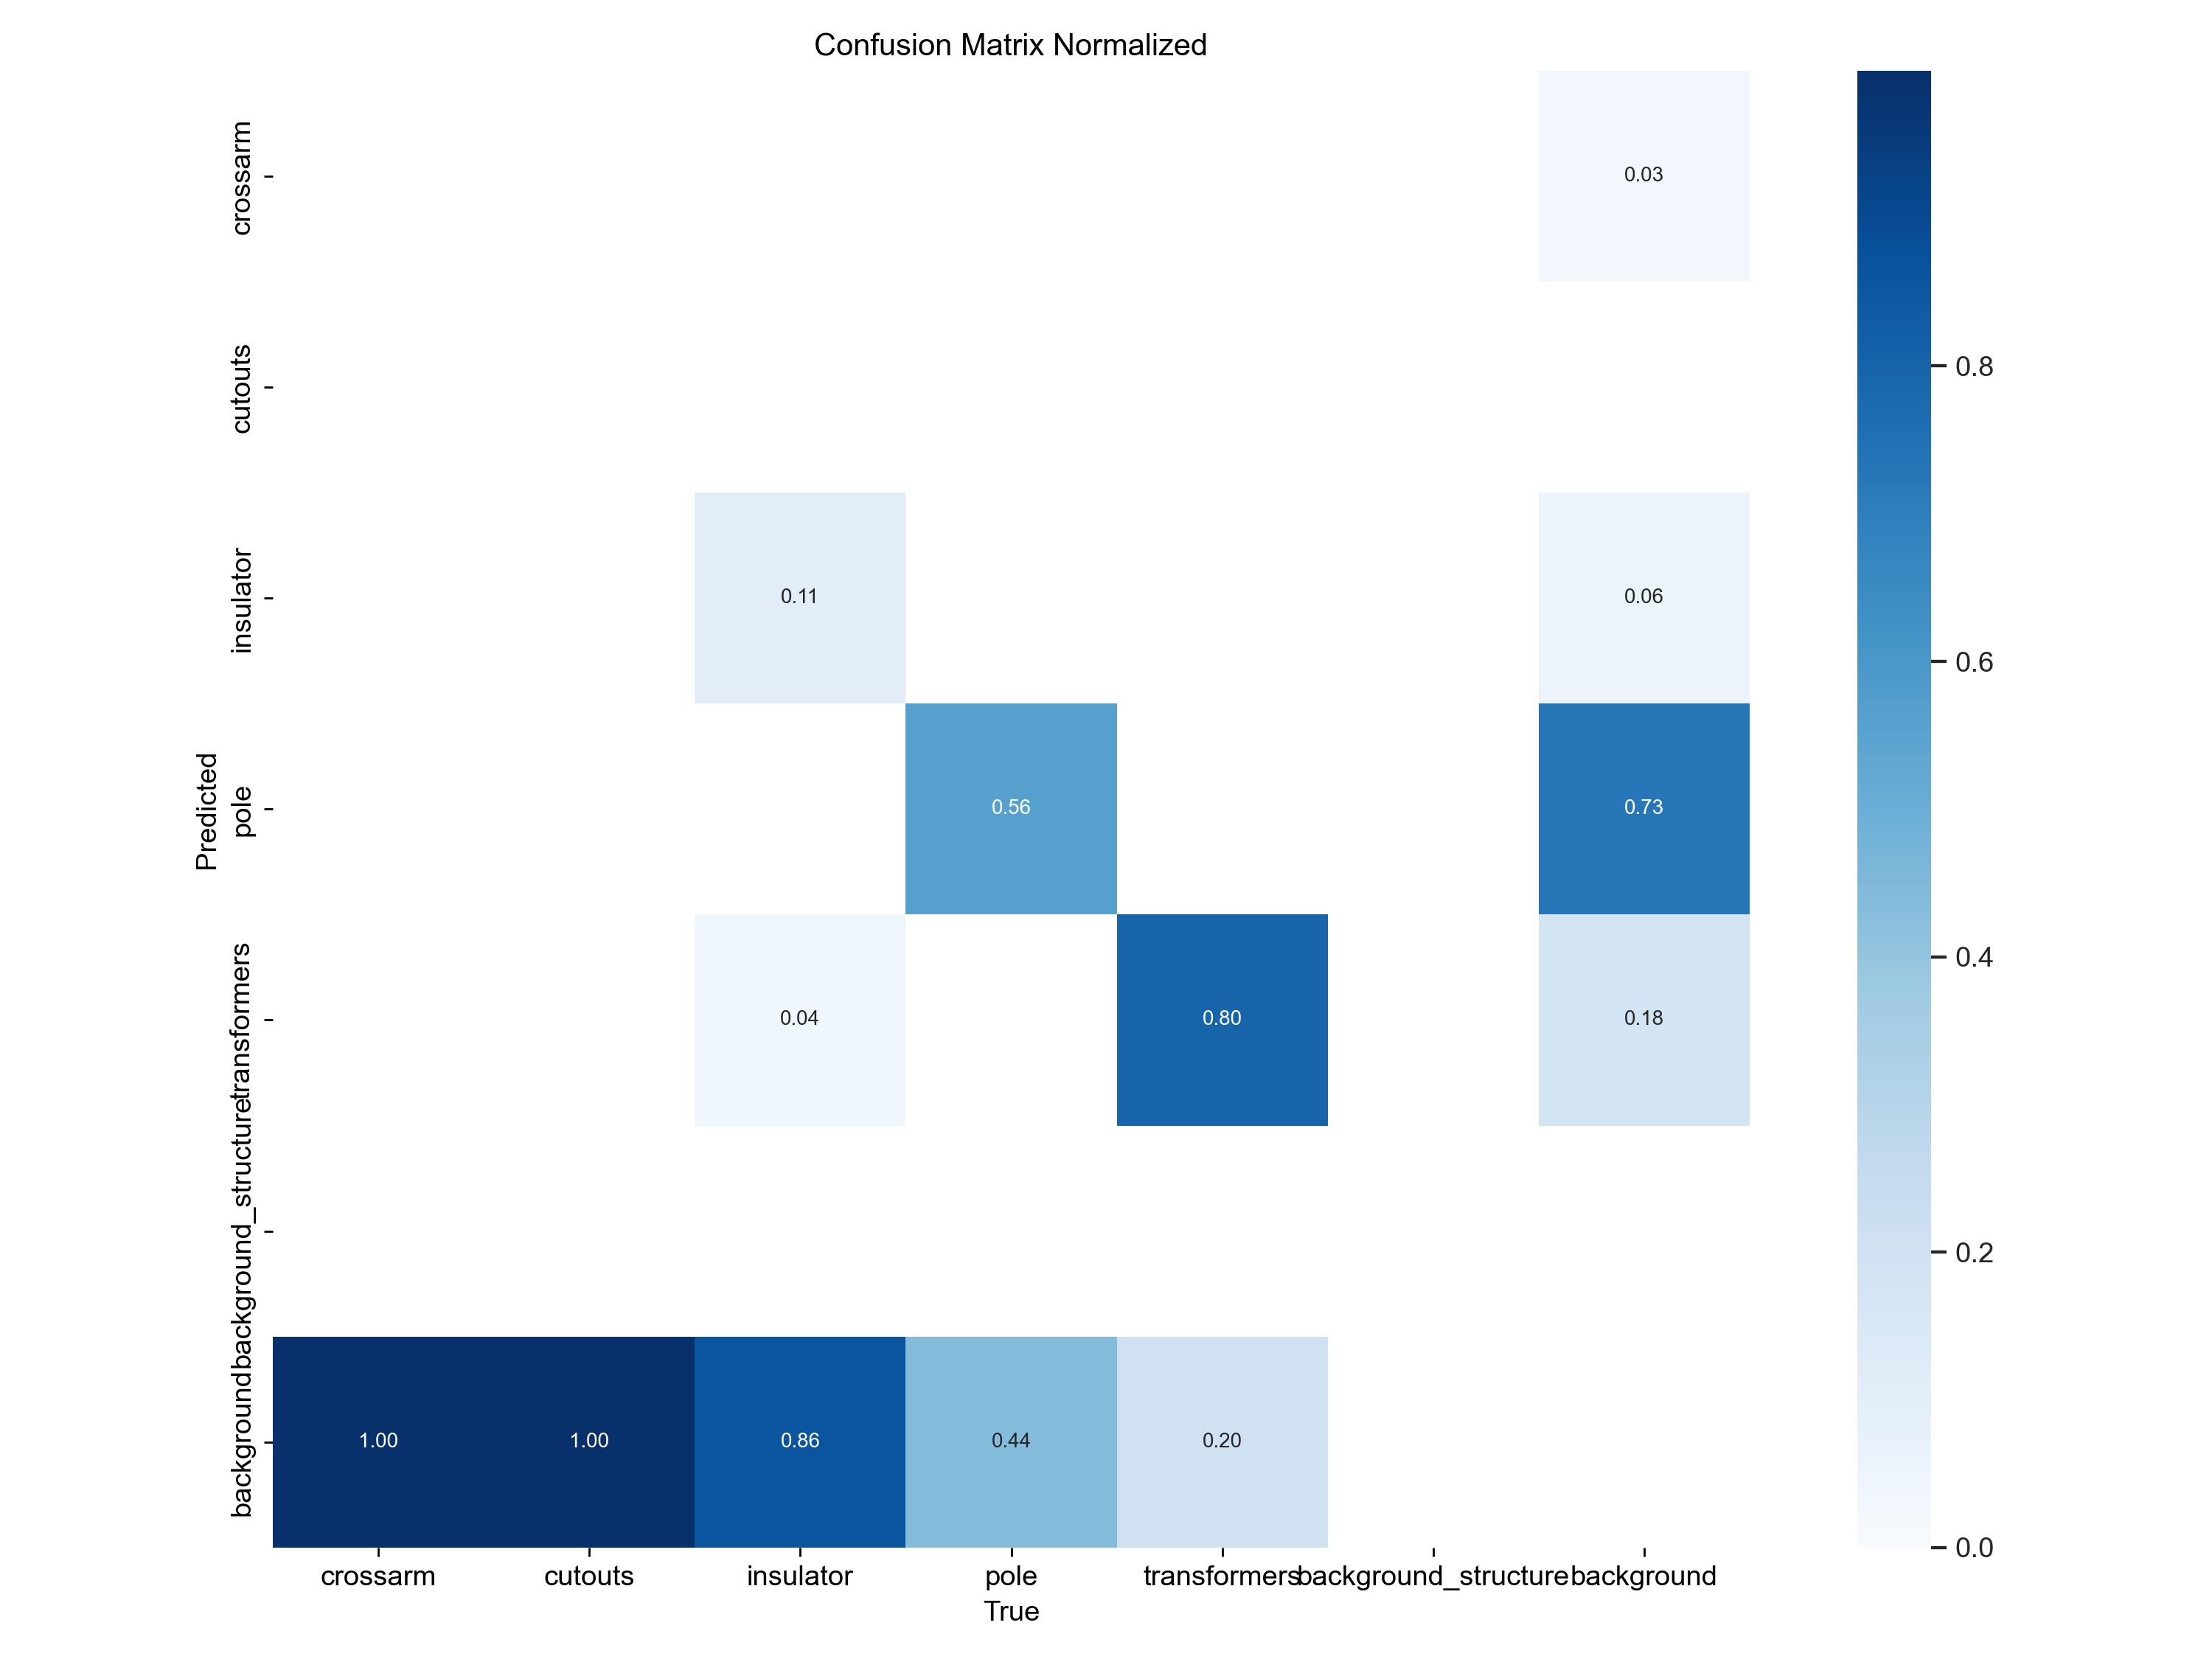 Confusion Matrix Normalized
crossarm
0.03
cutouts
insulator
0.11
0.06
Predicted
pole
0.56
0.73
transformers
0.04
0.80
0.18
background_structure
background
1.00
1.00
0.86
0.44
0.20
crossarm
cutouts
insulator
pole
transformers
background_structure
background
True
0.8
0.6
0.4
0.2
0.0